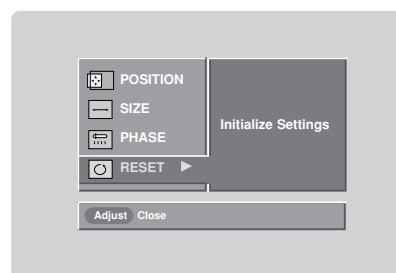 POSITION
SIZE
PHASE
RESET
Initialize Settings
Adjust Close